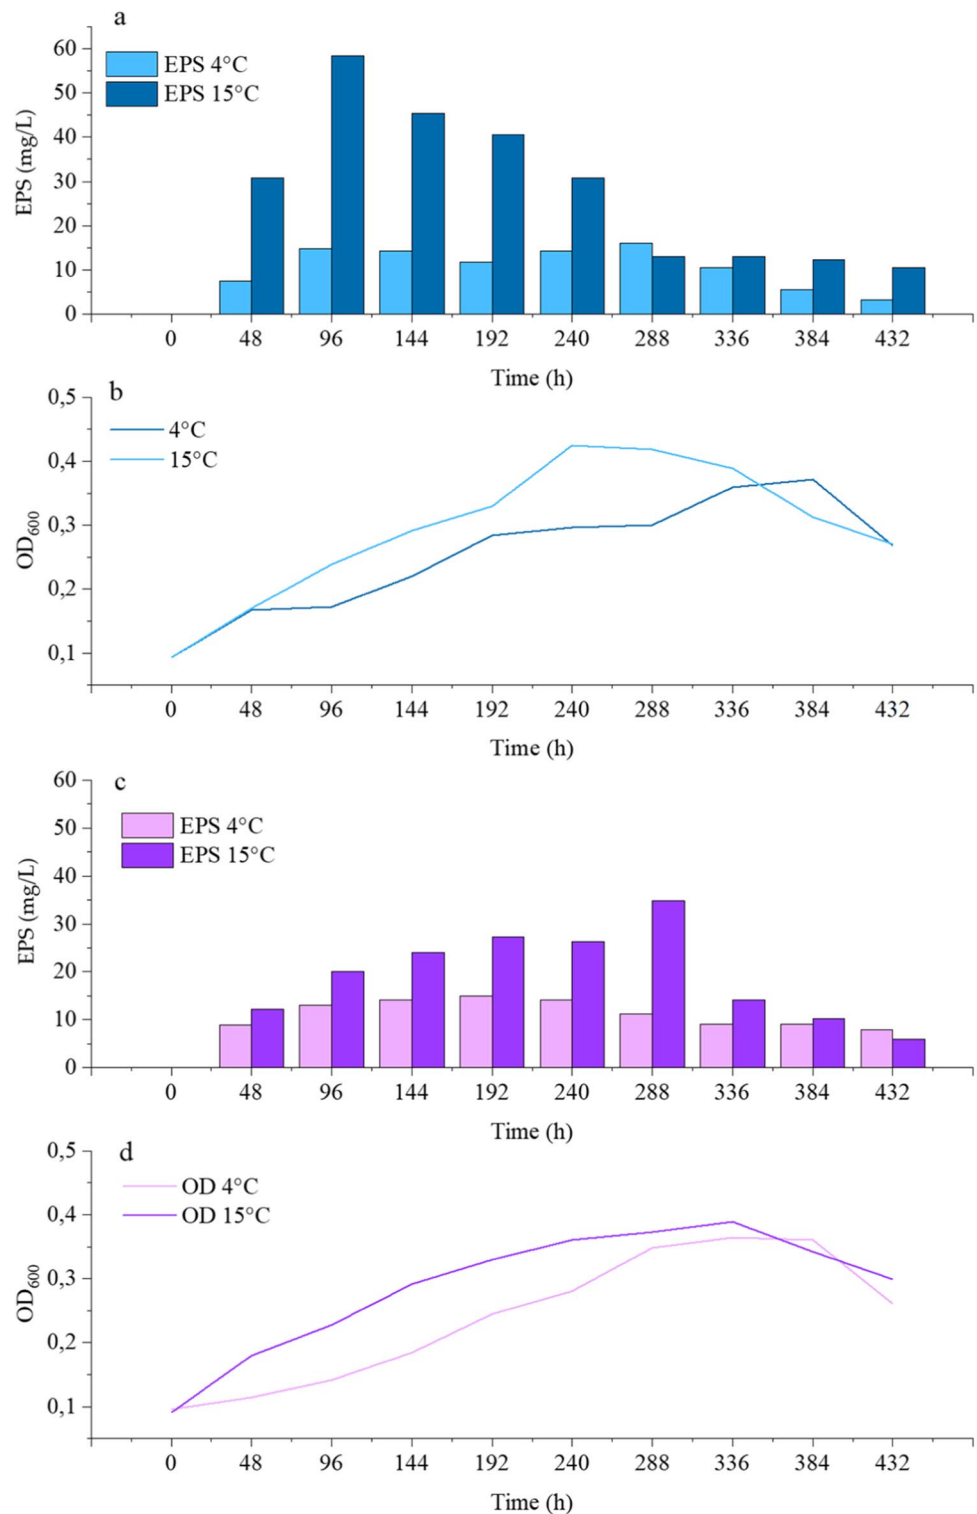 a
60
50
40
30
20
10
0
EPS (mg/L)
EPS 4°C
EPS 15°C
0 48 96 144 192 240 288 336 384 432
Time (h)
b
0,5
0,4
0,3
0,2
0,1
OD600
4°C
15°C
0 48 96 144 192 240 288 336 384 432
Time (h)
c
60
50
40
30
20
10
0
EPS (mg/L)
EPS 4°C
EPS 15°C
0 48 96 144 192 240 288 336 384 432
Time (h)
d
0,5
0,4
0,3
0,2
0,1
OD600
OD 4°C
OD 15°C
0 48 96 144 192 240 288 336 384 432
Time (h)